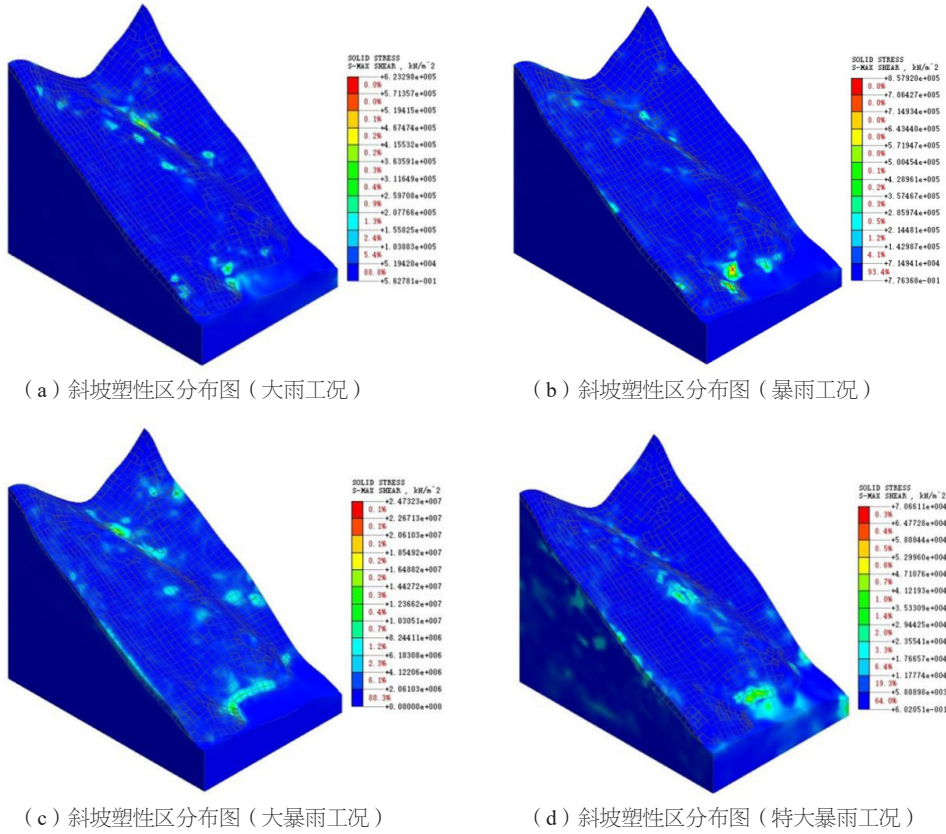 SOLID STRESS
S-MAX SHEAR , kN/m^2
+6.23298e+005
0.0%
+5.71357e+005
0.0%
+5.19415e+005
0.1%
+4.67474e+005
0.2%
+4.15532e+005
0.2%
+3.63591e+005
0.3%
+3.11649e+005
0.4%
+2.59708e+005
0.9%
+2.07766e+005
1.3%
+1.55825e+005
2.4%
+1.03883e+005
5.4%
+5.19420e+004
88.8%
+5.62781e-001
(a)斜坡塑性区分布图(大雨工况)
SOLID STRESS
S-MAX SHEAR , kN/m^2
+8.57920e+005
0.0%
+7.86427e+005
0.0%
+7.14934e+005
0.0%
+6.43440e+005
0.0%
+5.71947e+005
0.0%
+5.00454e+005
0.1%
+4.28961e+005
0.2%
+3.57467e+005
0.3%
+2.85974e+005
0.5%
+2.14481e+005
1.2%
+1.42987e+005
4.1%
+7.14941e+004
93.4%
+7.76368e-001
(b)斜坡塑性区分布图(暴雨工况)
SOLID STRESS
S-MAX SHEAR , kN/m^2
+2.47323e+007
0.1%
+2.26713e+007
0.1%
+2.06103e+007
0.1%
+1.85492e+007
0.2%
+1.64882e+007
0.2%
+1.44272e+007
0.3%
+1.23662e+007
0.4%
+1.03051e+007
0.7%
+8.24411e+006
1.2%
+6.18308e+006
2.3%
+4.12206e+006
6.1%
+2.06103e+006
88.3%
+0.00000e+000
(c)斜坡塑性区分布图(大暴雨工况)
SOLID STRESS
S-MAX SHEAR , kN/m^2
+7.06611e+004
0.3%
+6.47728e+004
0.4%
+5.88844e+004
0.5%
+5.29960e+004
0.6%
+4.71076e+004
0.7%
+4.12193e+004
1.0%
+3.53309e+004
1.4%
+2.94425e+004
2.0%
+2.35541e+004
3.3%
+1.76657e+004
6.4%
+1.17774e+004
19.3%
+5.88898e+003
64.0%
+6.02051e-001
(d)斜坡塑性区分布图(特大暴雨工况)